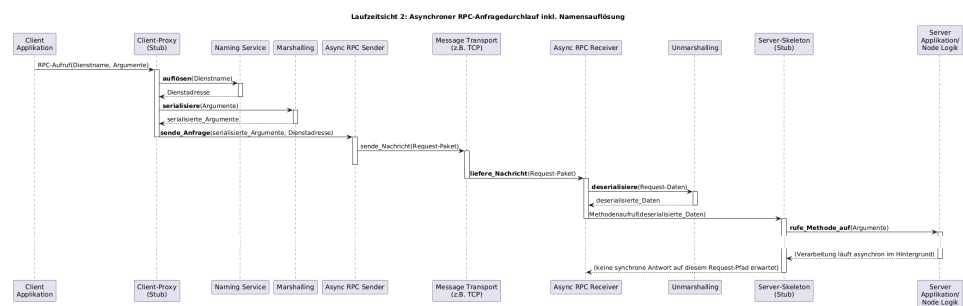 Laufzeitsicht 2: Asynchroner RPC-Anfragedurchlauf inkl. Namensauflösung
Client
Applikation
Client-Proxy
(Stub)
Naming Service
Marshalling
Async RPC Sender
Message Transport
(z.B. TCP)
Async RPC Receiver
Unmarshalling
Server-Skeleton
(Stub)
Server
Applikation/
Node Logik
RPC-Aufruf(Dienstname, Argumente)
auflösen(Dienstname)
Dienstadresse
serialisiere(Argumente)
serialisierte_Argumente
sende_Anfrage(serialisierte_Argumente, Dienstadresse)
sende_Nachricht(Request-Paket)
liefere_Nachricht(Request-Paket)
deserialisiere(Request-Daten)
deserialisierte_Daten
Methodenaufruf(deserialisierte_Daten)
rufe_Methode_auf(Argumente)
(Verarbeitung läuft asynchron im Hintergrund)
(keine synchrone Antwort auf diesem Request-Pfad erwartet)
Client
Applikation
Client-Proxy
(Stub)
Naming Service
Marshalling
Async RPC Sender
Message Transport
(z.B. TCP)
Async RPC Receiver
Unmarshalling
Server-Skeleton
(Stub)
Server
Applikation/
Node Logik